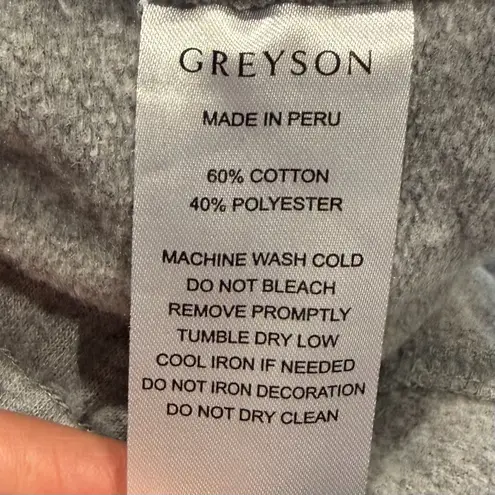 GREYSON
MADE IN PERU
60% COTTON
40% POLYESTER
MACHINE WASH COLD
DO NOT BLEACH
REMOVE PROMPTLY
TUMBLE DRY LOW
COOL IRON IF NEEDED
DO NOT IRON DECORATION
DO NOT DRY CLEAN